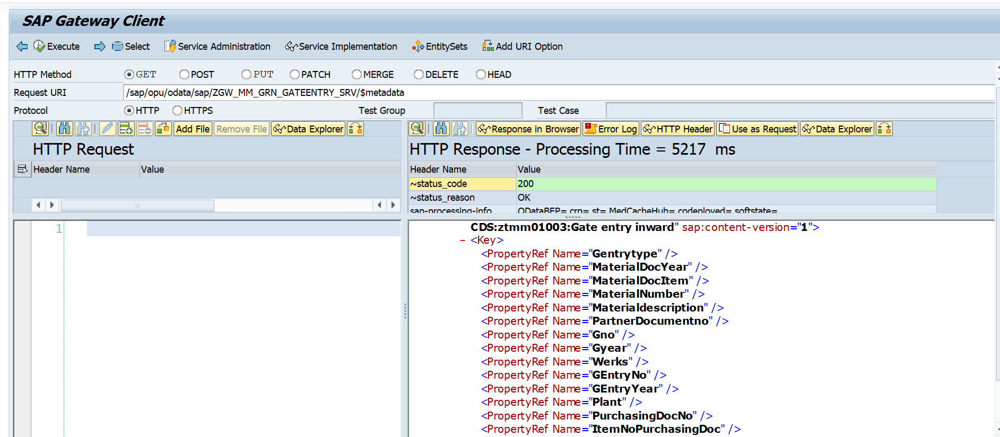 SAP Gateway Client
Execute Select Service Administration Service Implementation EntitySets Add URI Option
HTTP Method GET POST PUT PATCH MERGE DELETE HEAD
Request URI /sap/opu/odata/sap/ZGW_MM_GRN_GATEENTRY_SRV/$metadata
Protocol HTTP HTTPS Test Group Test Case
Add File Remove File Data Explorer
HTTP Request
Header Name Value
1
Response in Browser Error Log HTTP Header Use as Request Data Explorer
HTTP Response - Processing Time = 5217 ms
Header Name Value
~status_code 200
~status_reason OK
sap-processing-info ODataBEP= crp= st= MedCacheHub= codeployed= softstate=
CDS:ztmm01003:Gate entry inward" sap:content-version="1">
- <Key>
<PropertyRef Name="Gentrytype" />
<PropertyRef Name="MaterialDocYear" />
<PropertyRef Name="MaterialDocItem" />
<PropertyRef Name="MaterialNumber" />
<PropertyRef Name="Materialdescription" />
<PropertyRef Name="PartnerDocumentno" />
<PropertyRef Name="Gno" />
<PropertyRef Name="Gyear" />
<PropertyRef Name="Werks" />
<PropertyRef Name="GEntryNo" />
<PropertyRef Name="GEntryYear" />
<PropertyRef Name="Plant" />
<PropertyRef Name="PurchasingDocNo" />
<PropertyRef Name="ItemNoPurchasingDoc" />